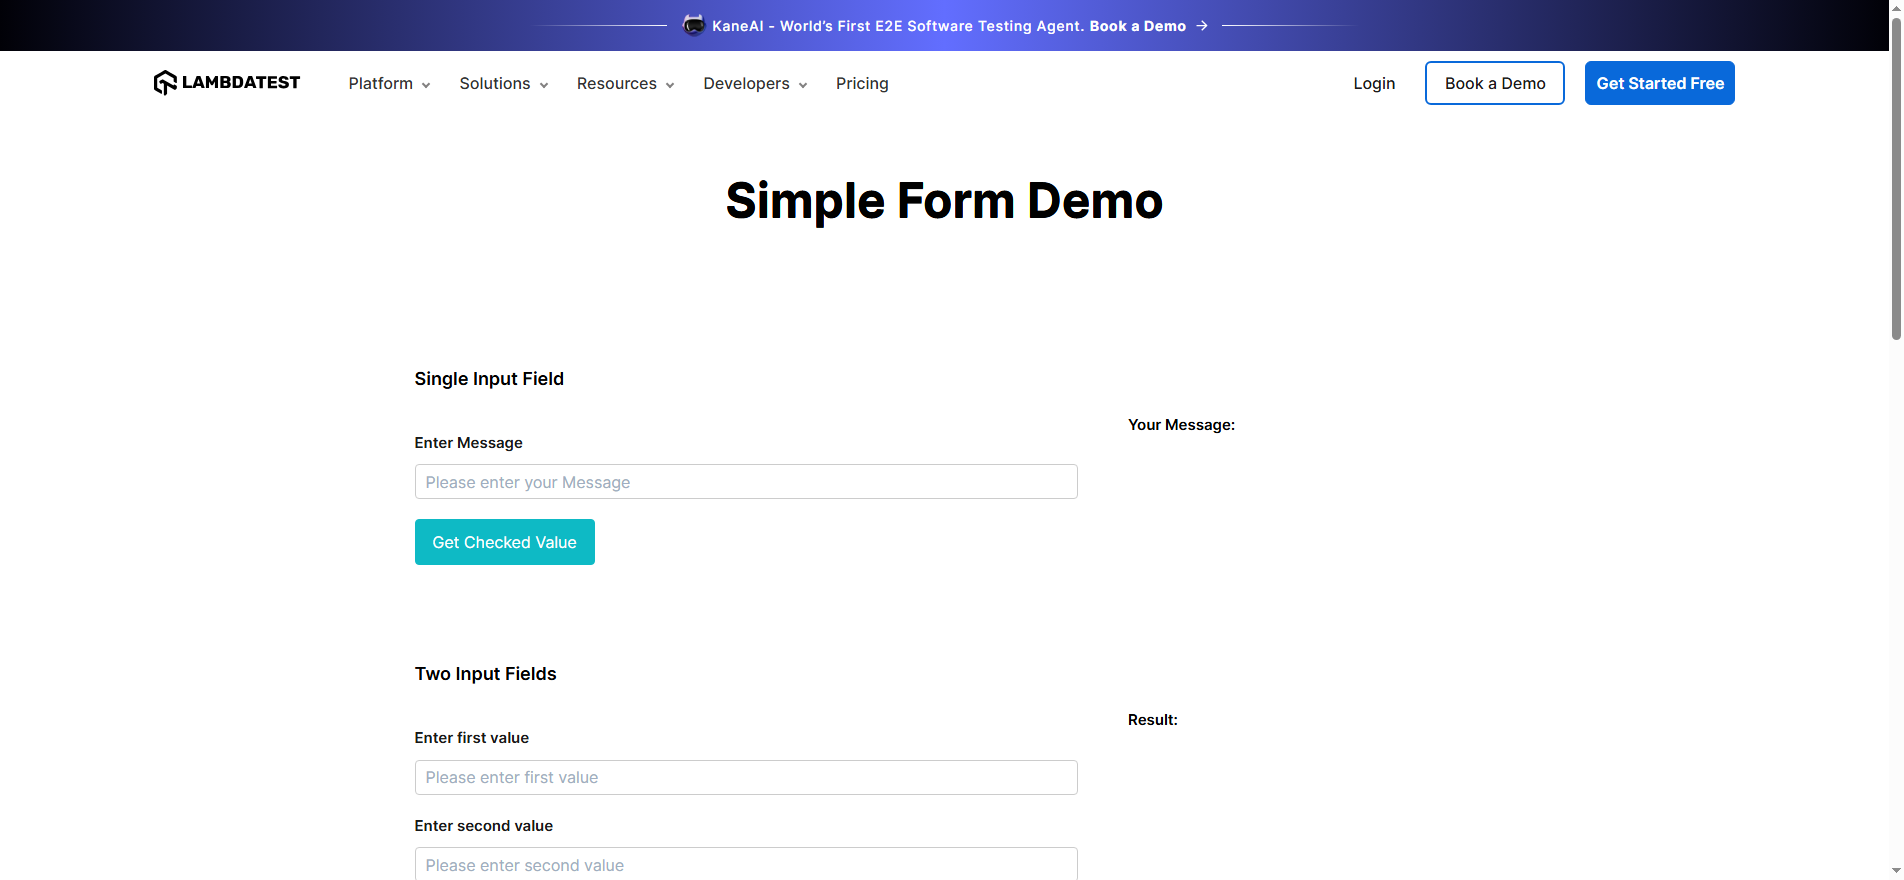 KaneAI - World's First E2E Software Testing Agent. Book a Demo →
LAMBDATEST Platform Solutions Resources Developers Pricing Login Book a Demo Get Started Free
Simple Form Demo
Single Input Field
Your Message:
Enter Message
Please enter your Message
Get Checked Value
Two Input Fields
Result:
Enter first value
Please enter first value
Enter second value
Please enter second value